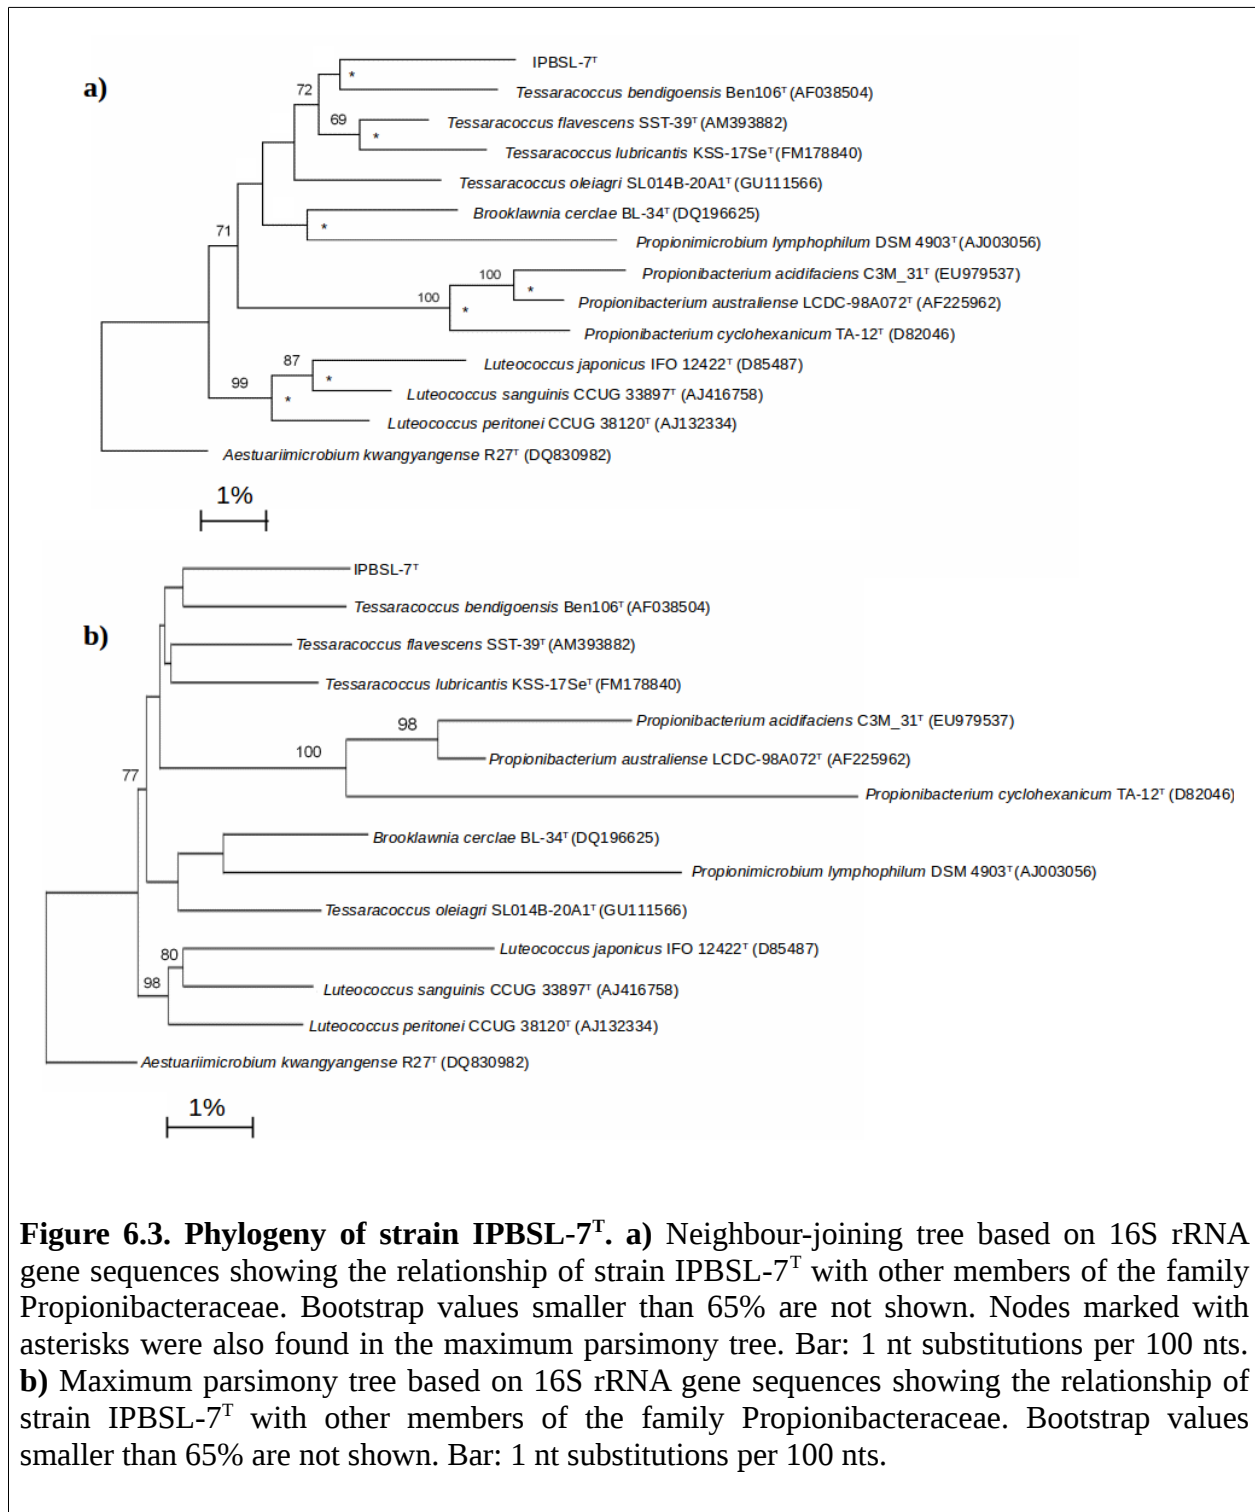 a)
IPBSL-7ᵀ
*
72
Tessaracoccus bendigoensis Ben106ᵀ (AF038504)
69
Tessaracoccus flavescens SST-39ᵀ (AM393882)
*
Tessaracoccus lubricantis KSS-17Seᵀ (FM178840)
Tessaracoccus oleiagri SL014B-20A1ᵀ (GU111566)
Brooklawnia cerclae BL-34ᵀ (DQ196625)
*
71
Propionimicrobium lymphophilum DSM 4903ᵀ (AJ003056)
100
Propionibacterium acidifaciens C3M_31ᵀ (EU979537)
*
100
Propionibacterium australiense LCDC-98A072ᵀ (AF225962)
*
Propionibacterium cyclohexanicum TA-12ᵀ (D82046)
87
Luteococcus japonicus IFO 12422ᵀ (D85487)
*
99
Luteococcus sanguinis CCUG 33897ᵀ (AJ416758)
*
Luteococcus peritonei CCUG 38120ᵀ (AJ132334)
Aestuariimicrobium kwangyangense R27ᵀ (DQ830982)
1%
b)
IPBSL-7ᵀ
Tessaracoccus bendigoensis Ben106ᵀ (AF038504)
Tessaracoccus flavescens SST-39ᵀ (AM393882)
Tessaracoccus lubricantis KSS-17Seᵀ (FM178840)
98
Propionibacterium acidifaciens C3M_31ᵀ (EU979537)
100
Propionibacterium australiense LCDC-98A072ᵀ (AF225962)
77
Propionibacterium cyclohexanicum TA-12ᵀ (D82046)
Brooklawnia cerclae BL-34ᵀ (DQ196625)
Propionimicrobium lymphophilum DSM 4903ᵀ (AJ003056)
Tessaracoccus oleiagri SL014B-20A1ᵀ (GU111566)
80
Luteococcus japonicus IFO 12422ᵀ (D85487)
98
Luteococcus sanguinis CCUG 33897ᵀ (AJ416758)
Luteococcus peritonei CCUG 38120ᵀ (AJ132334)
Aestuariimicrobium kwangyangense R27ᵀ (DQ830982)
1%
Figure 6.3. Phylogeny of strain IPBSL-7ᵀ. a) Neighbour-joining tree based on 16S rRNA
gene sequences showing the relationship of strain IPBSL-7ᵀ with other members of the family
Propionibacteraceae. Bootstrap values smaller than 65% are not shown. Nodes marked with
asterisks were also found in the maximum parsimony tree. Bar: 1 nt substitutions per 100 nts.
b) Maximum parsimony tree based on 16S rRNA gene sequences showing the relationship of
strain IPBSL-7ᵀ with other members of the family Propionibacteraceae. Bootstrap values
smaller than 65% are not shown. Bar: 1 nt substitutions per 100 nts.